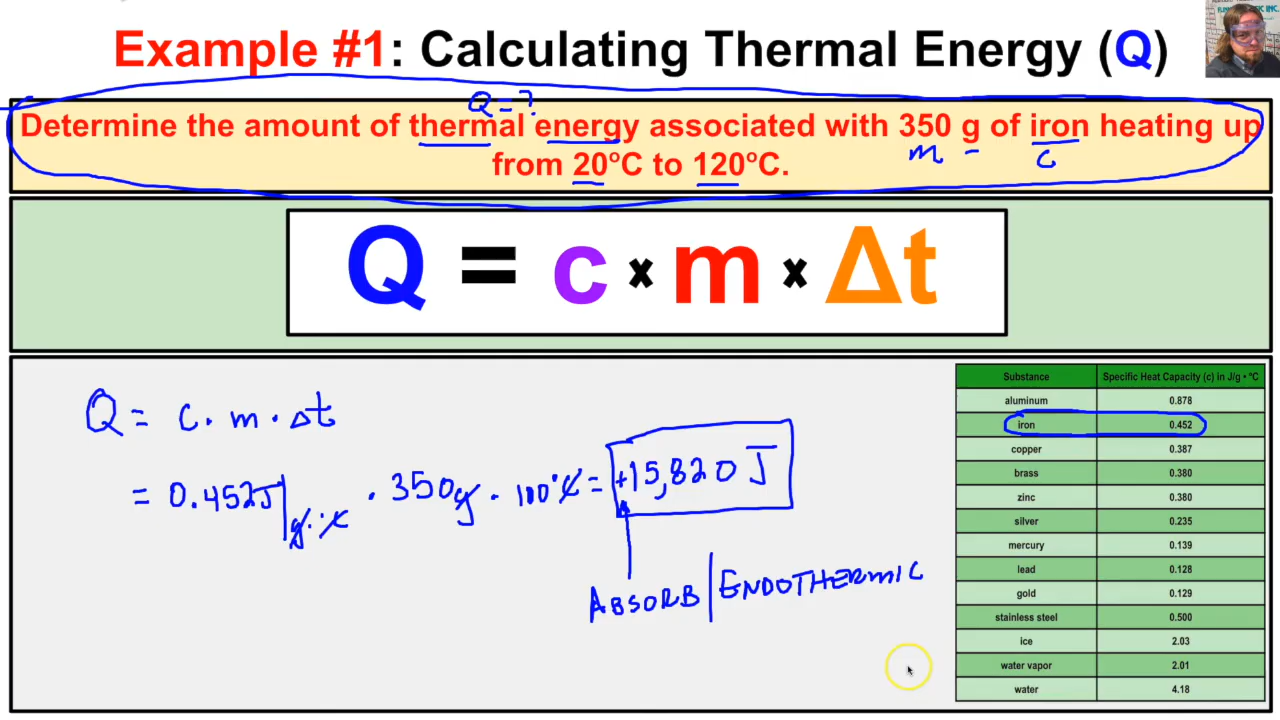 Example #1: Calculating Thermal Energy (Q)
Q = ?
Determine the amount of thermal energy associated with 350 g of iron heating up
m c
from 20°C to 120°C.
Q = c × m × Δt
Q = c · m · Δt
= 0.452J/g·°C · 350g · 100°C = +15,820 J
ABSORB | ENDOTHERMIC
Substance Specific Heat Capacity (c) in J/g • °C
aluminum 0.878
iron 0.452
copper 0.387
brass 0.380
zinc 0.380
silver 0.235
mercury 0.139
lead 0.128
gold 0.129
stainless steel 0.500
ice 2.03
water vapor 2.01
water 4.18